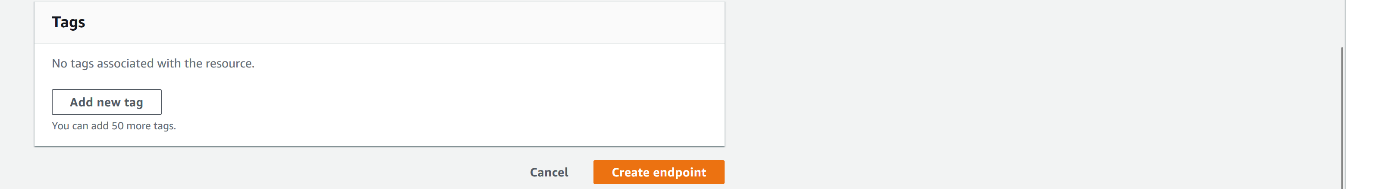 Tags
No tags associated with the resource.
Add new tag
You can add 50 more tags.
Cancel
Create endpoint